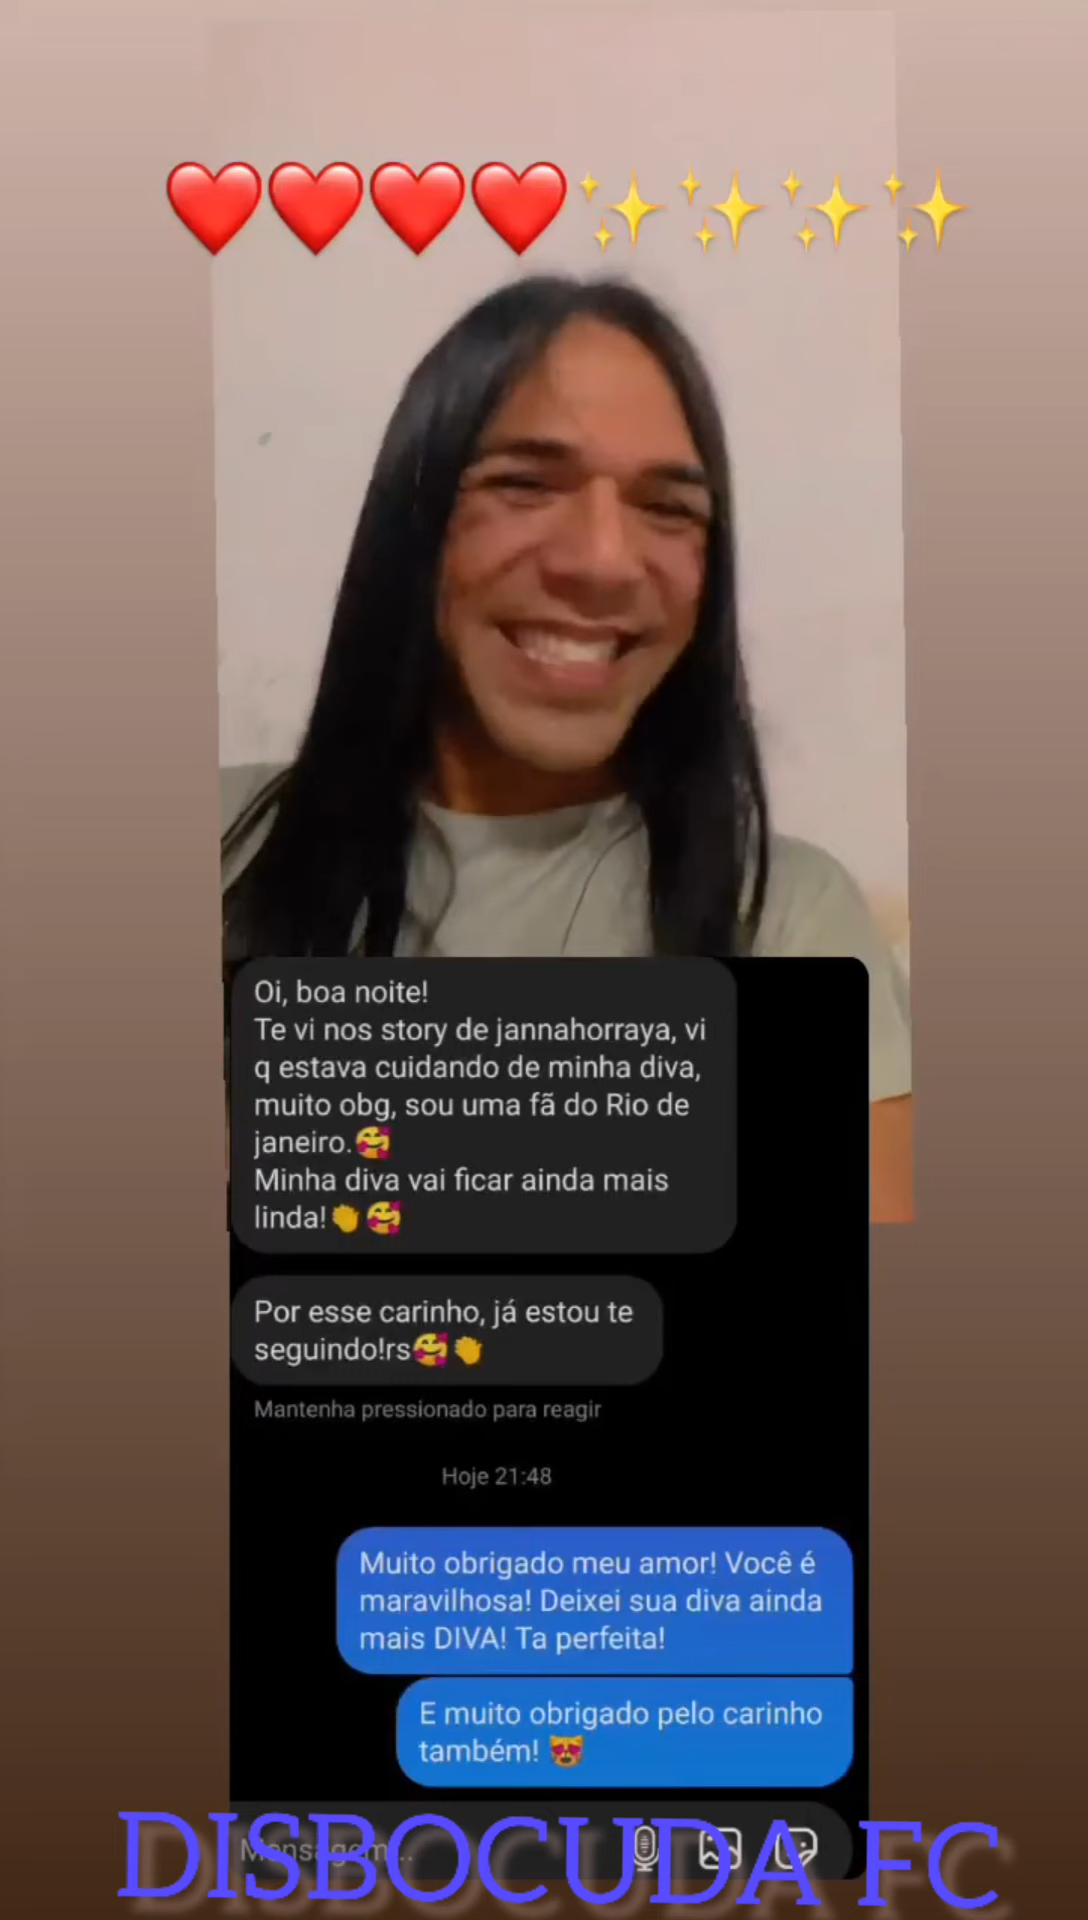 Oi, boa noite!
Te vi nos story de jannahorraya, vi
q estava cuidando de minha diva,
muito obg, sou uma fã do Rio de
janeiro.🥰
Minha diva vai ficar ainda mais
linda!👏🥰
Por esse carinho, já estou te
seguindo!rs🥰👏
Mantenha pressionado para reagir
Hoje 21:48
Muito obrigado meu amor! Você é
maravilhosa! Deixei sua diva ainda
mais DIVA! Ta perfeita!
E muito obrigado pelo carinho
também! 😻
Mensagem...
DISBOCUDA FC